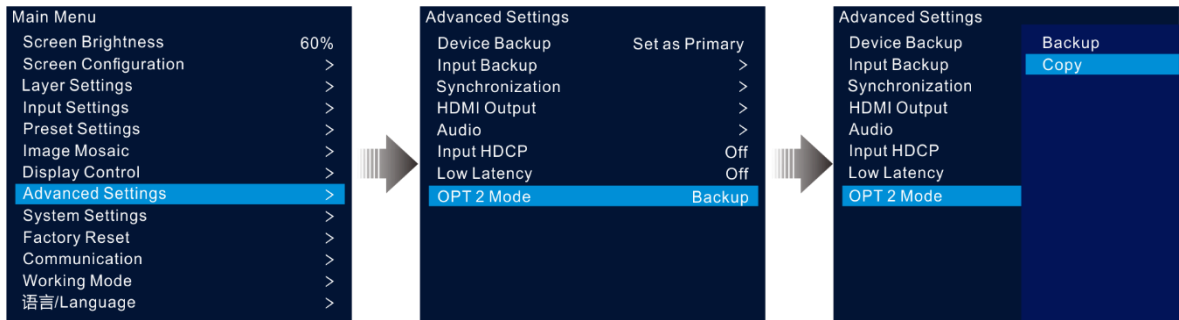 Main Menu
Screen Brightness 60%
Screen Configuration >
Layer Settings >
Input Settings >
Preset Settings >
Image Mosaic >
Display Control >
Advanced Settings >
System Settings >
Factory Reset >
Communication >
Working Mode >
语言/Language >
Advanced Settings
Device Backup Set as Primary
Input Backup >
Synchronization >
HDMI Output >
Audio >
Input HDCP Off
Low Latency Off
OPT 2 Mode Backup
Advanced Settings
Device Backup Backup
Input Backup Copy
Synchronization
HDMI Output
Audio
Input HDCP
Low Latency
OPT 2 Mode